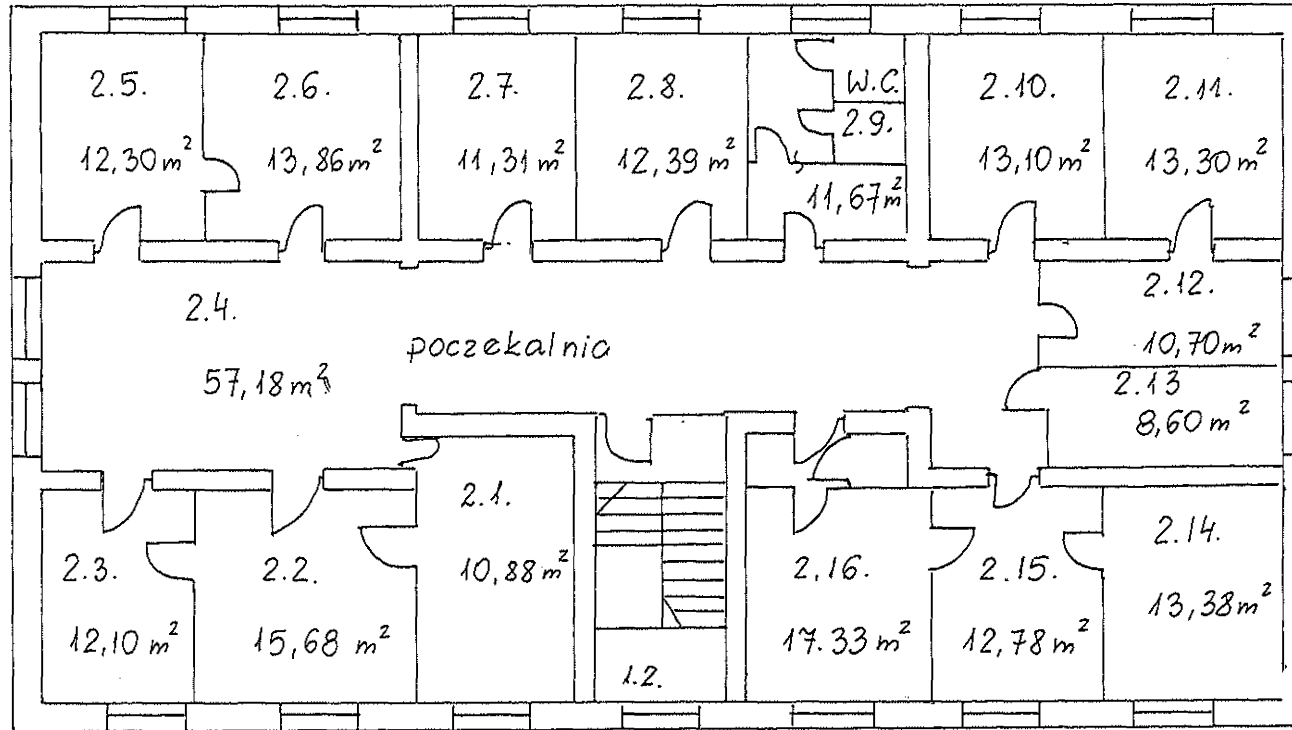 2.5.
12,30 m²
2.6.
13,86 m²
2.7.
11,31 m²
2.8.
12,39 m²
W.C.
2.9.
11,67 m²
2.10.
13,10 m²
2.11.
13,30 m²
2.4.
57,18 m²
poczekalnia
2.12.
10,70 m²
2.13
8,60 m²
2.3.
12,10 m²
2.2.
15,68 m²
2.1.
10,88 m²
1.2.
2.16.
17.33 m²
2.15.
12,78 m²
2.14.
13,38 m²